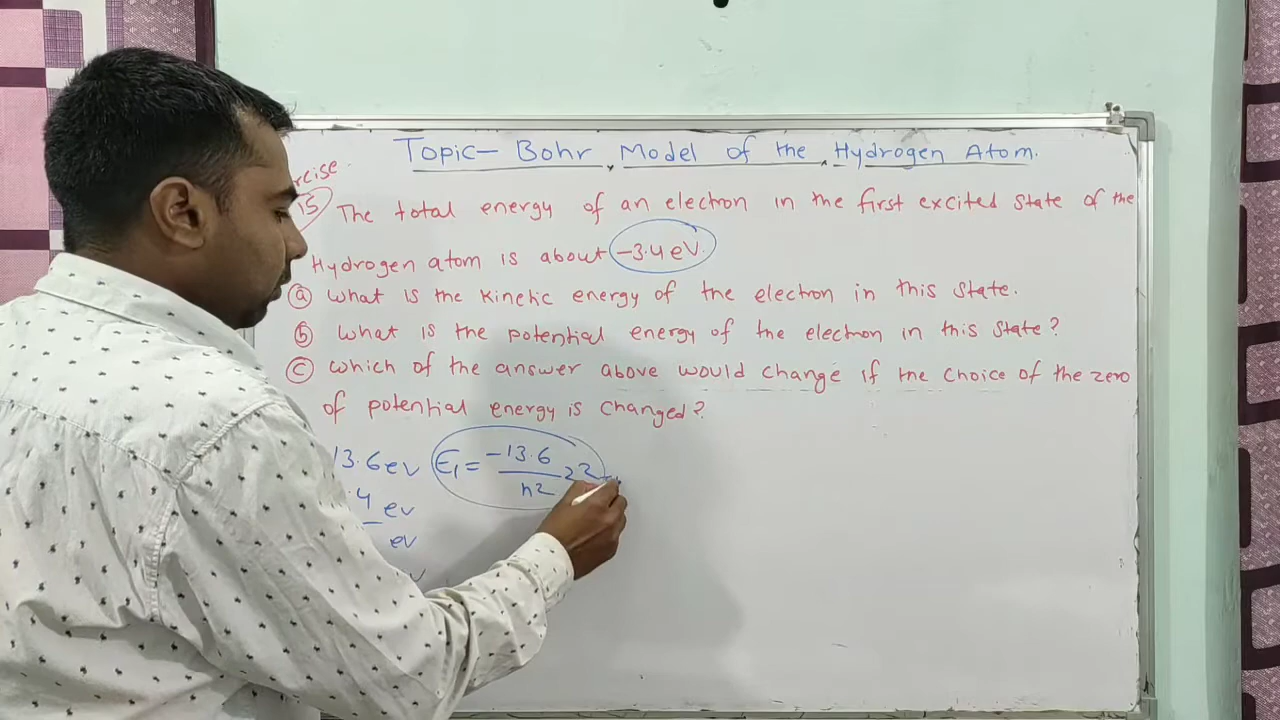 Topic- Bohr Model of the Hydrogen Atom.
rcise
15 The total energy of an electron in the first excited state of the
Hydrogen atom is about -3.4 eV.
(a) What is the kinetic energy of the electron in this state.
(b) What is the potential energy of the electron in this state?
(c) which of the answer above would change if the choice of the zero
of potential energy is changed?
13.6 ev E1 = -13.6/n2 z2
.4 ev
ev